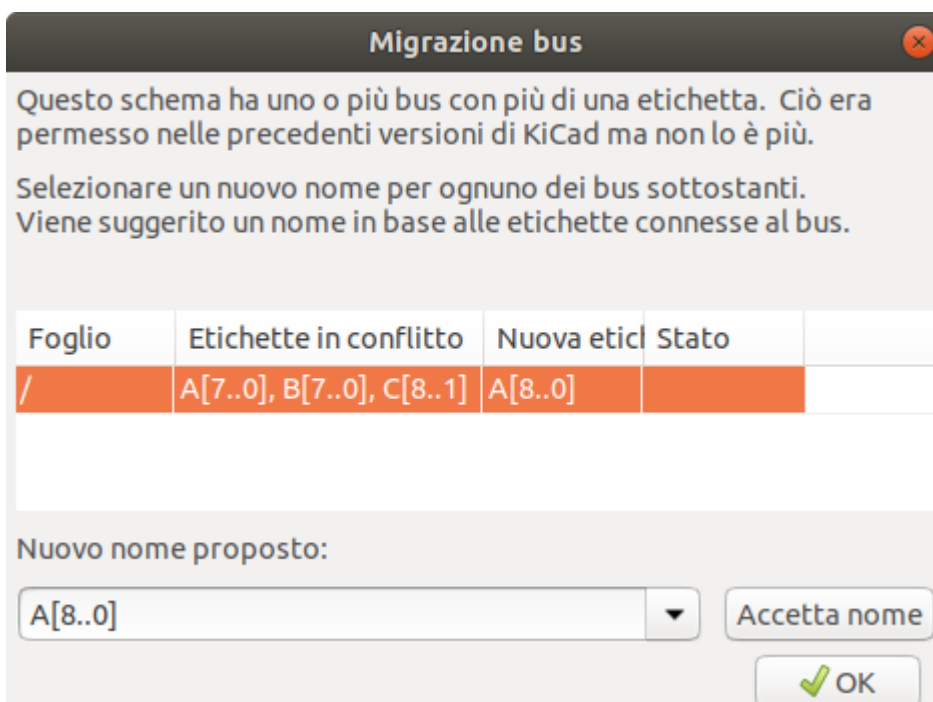 Migrazione bus
Questo schema ha uno o più bus con più di una etichetta. Ciò era
permesso nelle precedenti versioni di KiCad ma non lo è più.
Selezionare un nuovo nome per ognuno dei bus sottostanti.
Viene suggerito un nome in base alle etichette connesse al bus.
Foglio Etichette in conflitto Nuova etich Stato
/ A[7..0], B[7..0], C[8..1] A[8..0]
Nuovo nome proposto:
A[8..0] Accetta nome
OK